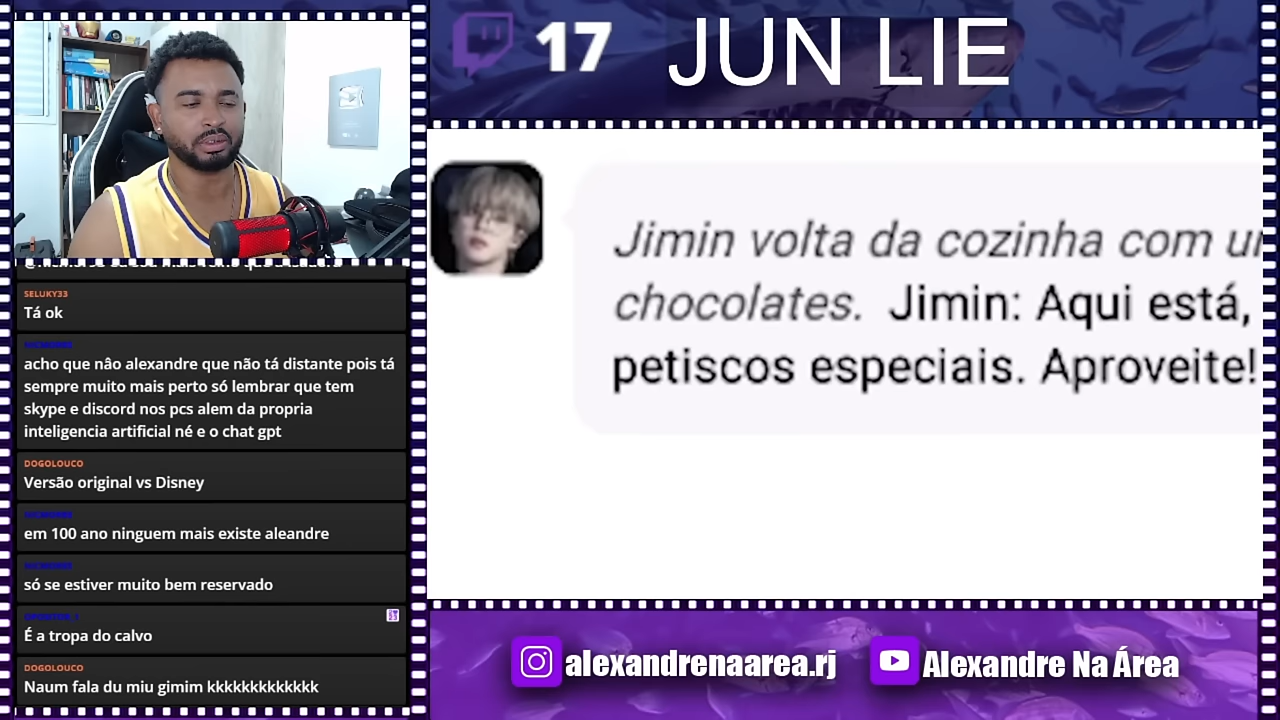 17
JUN LIE
SELUKY33
Tá ok
acho que nâo alexandre que não tá distante pois tá
sempre muito mais perto só lembrar que tem
skype e discord nos pcs alem da propria
inteligencia artificial né e o chat gpt
DOGOLOUCO
Versão original vs Disney
em 100 ano ninguem mais existe aleandre
só se estiver muito bem reservado
É a tropa do calvo
DOGOLOUCO
Naum fala du miu gimim kkkkkkkkkkkkk
Jimin volta da cozinha com
chocolates. Jimin: Aqui está,
petiscos especiais. Aproveite!
alexandrenaarea.rj
Alexandre Na Área